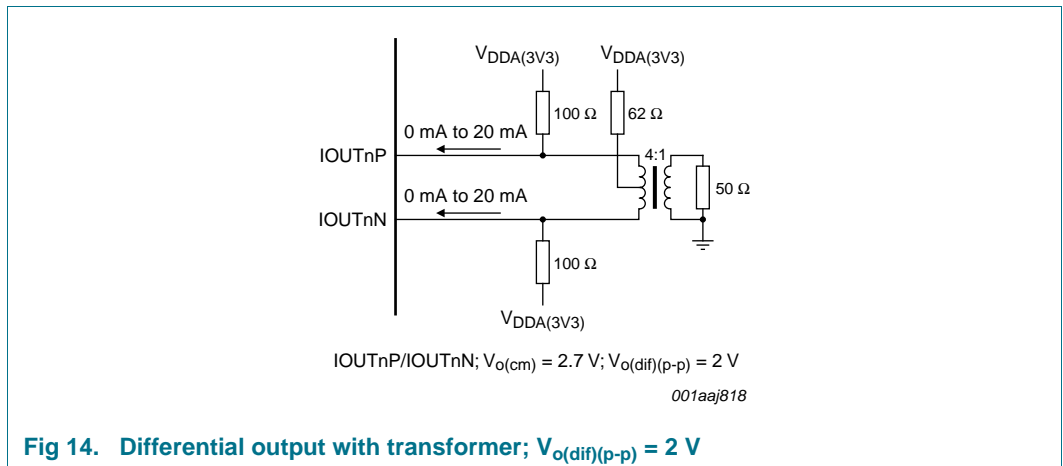 VDDA(3V3) VDDA(3V3)
100 Ω 62 Ω
0 mA to 20 mA
4:1
IOUTnP
0 mA to 20 mA
50 Ω
IOUTnN
100 Ω
VDDA(3V3)
IOUTnP/IOUTnN; Vo(cm) = 2.7 V; Vo(dif)(p-p) = 2 V
001aaj818
Fig 14. Differential output with transformer; Vo(dif)(p-p) = 2 V